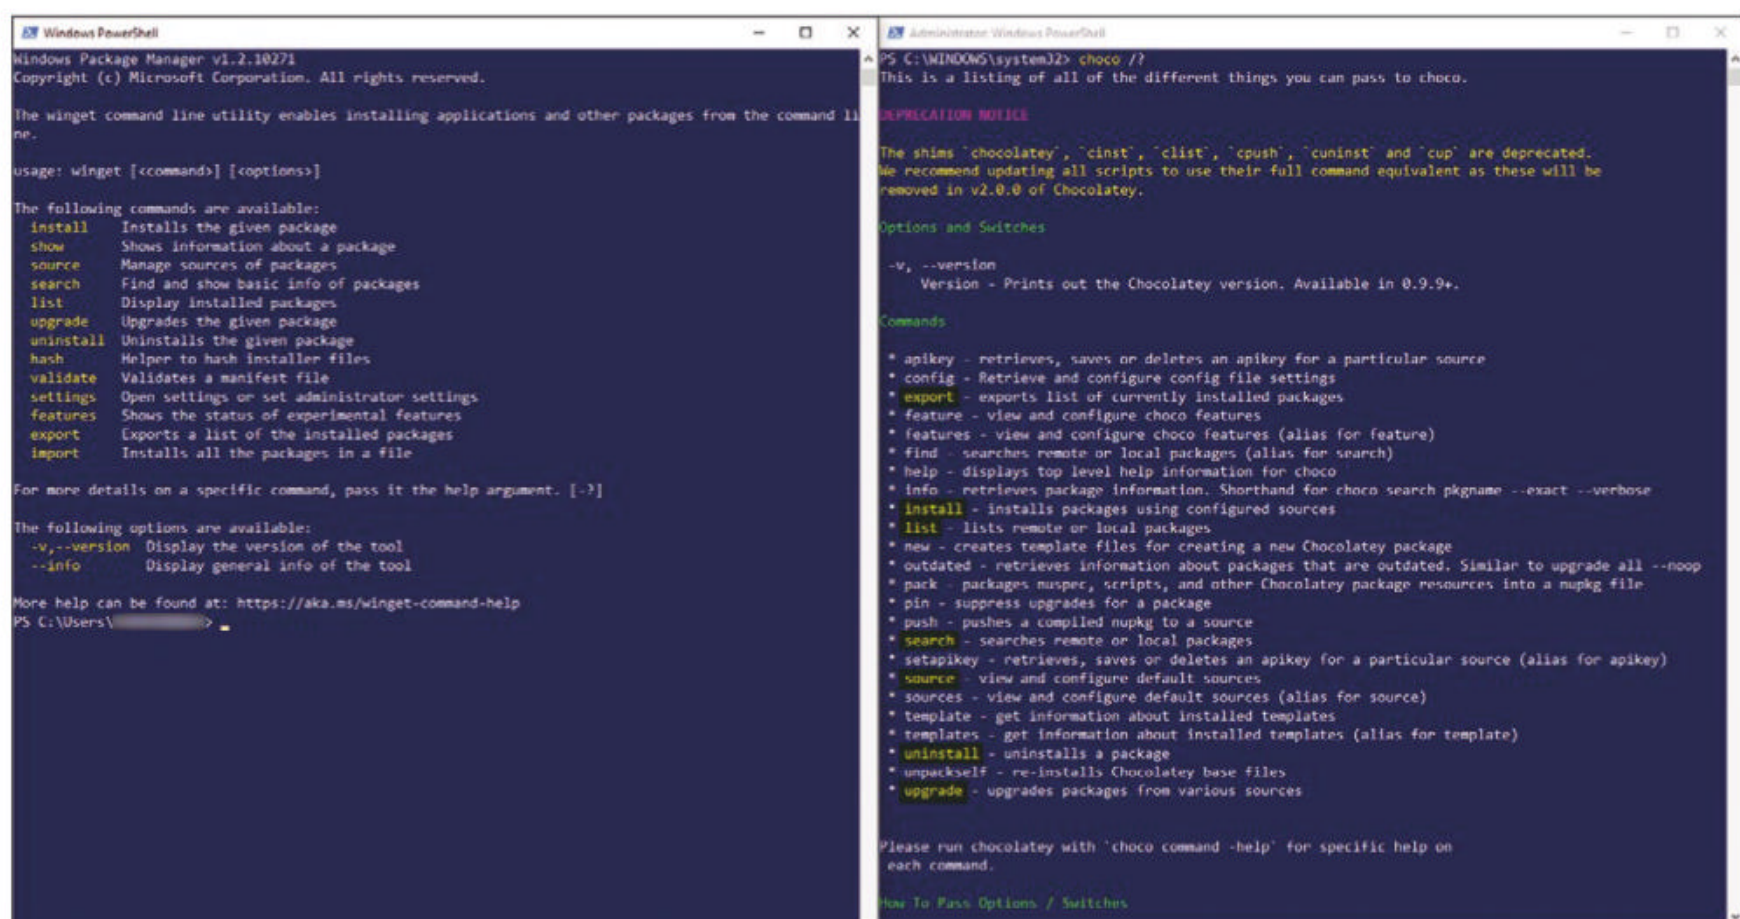 Windows PowerShell
Windows Package Manager v1.2.10271
Copyright (c) Microsoft Corporation. All rights reserved.
The winget command line utility enables installing applications and other packages from the command li
ne.
usage: winget [<command>] [<options>]
The following commands are available:
install Installs the given package
show Shows information about a package
source Manage sources of packages
search Find and show basic info of packages
list Display installed packages
upgrade Upgrades the given package
uninstall Uninstalls the given package
hash Helper to hash installer files
validate Validates a manifest file
settings Open settings or set administrator settings
features Shows the status of experimental features
export Exports a list of the installed packages
import Installs all the packages in a file
For more details on a specific command, pass it the help argument. [-?]
The following options are available:
-v,--version Display the version of the tool
--info Display general info of the tool
More help can be found at: https://aka.ms/winget-command-help
PS C:\Users\ > _
Administrator: Windows PowerShell
PS C:\WINDOWS\system32> choco /?
This is a listing of all of the different things you can pass to choco.
DEPRECATION NOTICE
The shims `chocolatey`, `cinst`, `clist`, `cpush`, `cuninst` and `cup` are deprecated.
We recommend updating all scripts to use their full command equivalent as these will be
removed in v2.0.0 of Chocolatey.
Options and Switches
-v, --version
Version - Prints out the Chocolatey version. Available in 0.9.9+.
Commands
* apikey - retrieves, saves or deletes an apikey for a particular source
* config - Retrieve and configure config file settings
* export - exports list of currently installed packages
* feature - view and configure choco features
* features - view and configure choco features (alias for feature)
* find - searches remote or local packages (alias for search)
* help - displays top level help information for choco
* info - retrieves package information. Shorthand for choco search pkgname --exact --verbose
* install - installs packages using configured sources
* list - lists remote or local packages
* new - creates template files for creating a new Chocolatey package
* outdated - retrieves information about packages that are outdated. Similar to upgrade all --noop
* pack - packages nuspec, scripts, and other Chocolatey package resources into a nupkg file
* pin - suppress upgrades for a package
* push - pushes a compiled nupkg to a source
* search - searches remote or local packages
* setapikey - retrieves, saves or deletes an apikey for a particular source (alias for apikey)
* source - view and configure default sources
* sources - view and configure default sources (alias for source)
* template - get information about installed templates
* templates - get information about installed templates (alias for template)
* uninstall - uninstalls a package
* unpackself - re-installs Chocolatey base files
* upgrade - upgrades packages from various sources
Please run chocolatey with `choco command -help` for specific help on
each command.
How To Pass Options / Switches